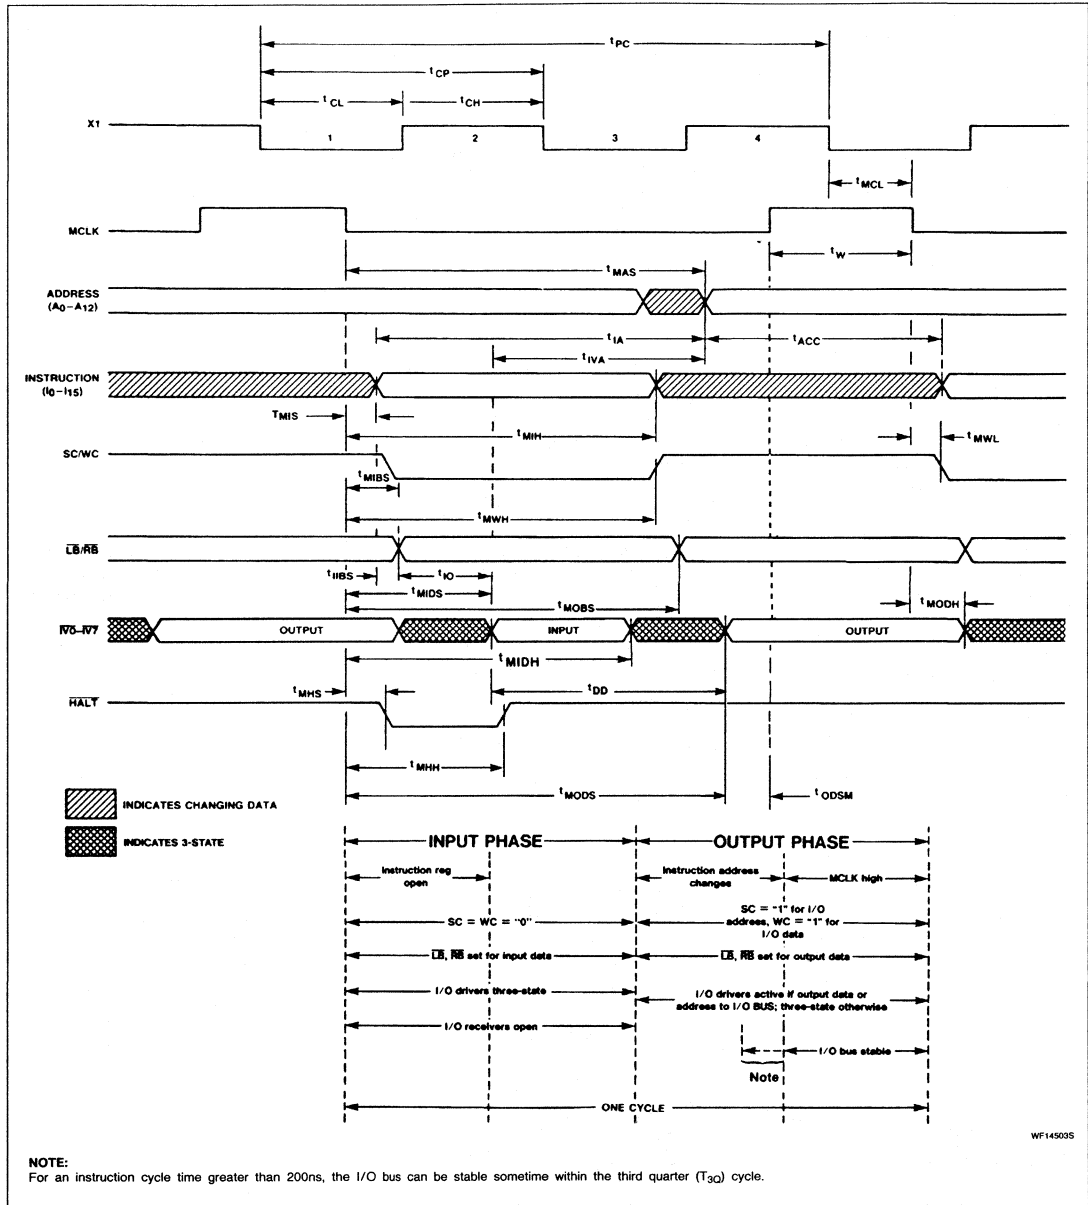 tPC
tCP
tCL
tCH
X1
1
2
3
4
tMCL
MCLK
tW
tMAS
ADDRESS
(A0–A12)
tIA
tACC
tIVA
INSTRUCTION
(I0–I15)
TMIS
tMIH
tMWL
SC/WC
tMIBS
tMWH
LB/RB
tIIBS
tIO
tMIDS
tMOBS
tMODH
IV0–IV7
OUTPUT
INPUT
OUTPUT
tMIDH
tMHS
tDD
HALT
tMHH
tMODS
tODSM
INDICATES CHANGING DATA
INDICATES 3-STATE
INPUT PHASE
OUTPUT PHASE
Instruction reg
open
Instruction address
changes
MCLK high
SC = WC = "0"
SC = "1" for I/O
address, WC = "1" for
I/O data
LB, RB set for input data
LB, RB set for output data
I/O drivers three-state
I/O drivers active if output data or
address to I/O BUS; three-state otherwise
I/O receivers open
I/O bus stable
Note
ONE CYCLE
WF14503S
NOTE:
For an instruction cycle time greater than 200ns, the I/O bus can be stable sometime within the third quarter (T3Q) cycle.